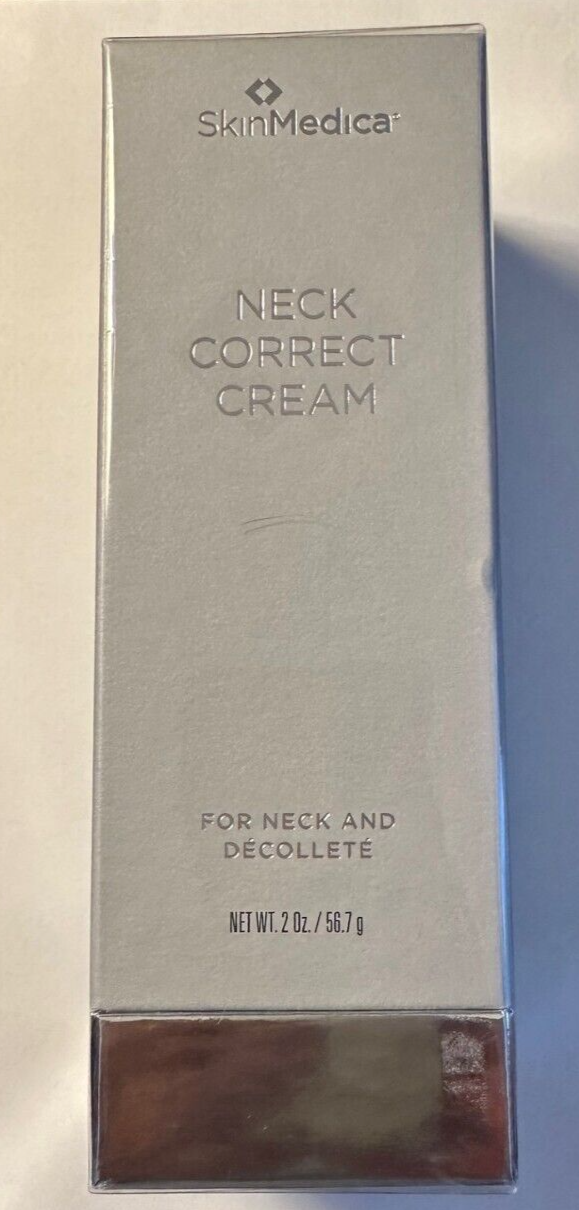 SkinMedica
NECK
CORRECT
CREAM
FOR NECK AND
DÉCOLLETÉ
NET WT. 2 Oz. / 56.7 g